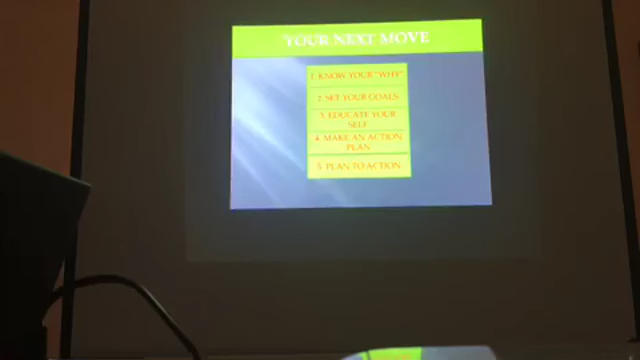 YOUR NEXT MOVE
1. KNOW YOUR "WHY"
2. SET YOUR GOALS
3. EDUCATE YOUR
SELF
4. MAKE AN ACTION
PLAN
5. PLAN TO ACTION